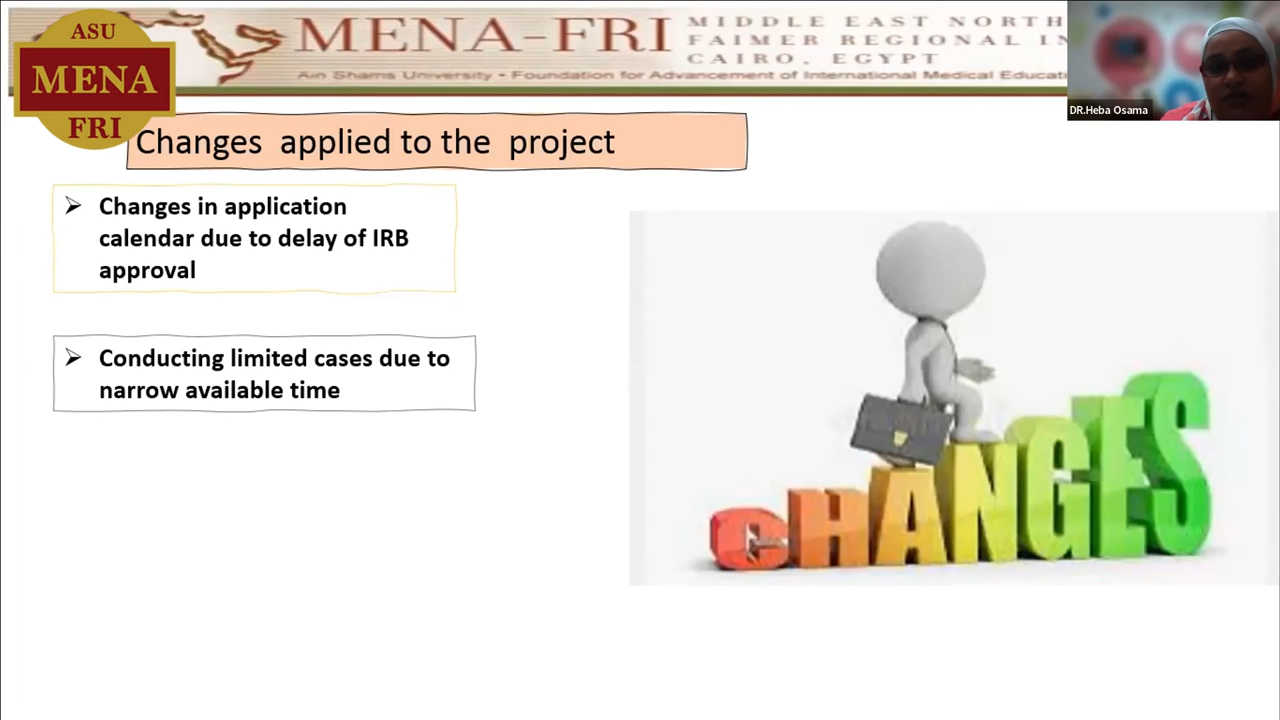 ASU
MENA
FRI
MENA-FRI
MIDDLE EAST NORTH
FAIMER REGIONAL IN
CAIRO, EGYPT
Ain Shams University • Foundation for Advancement of International Medical Educati
DR.Heba Osama
Changes applied to the project
Changes in application
calendar due to delay of IRB
approval
Conducting limited cases due to
narrow available time
CHANGES